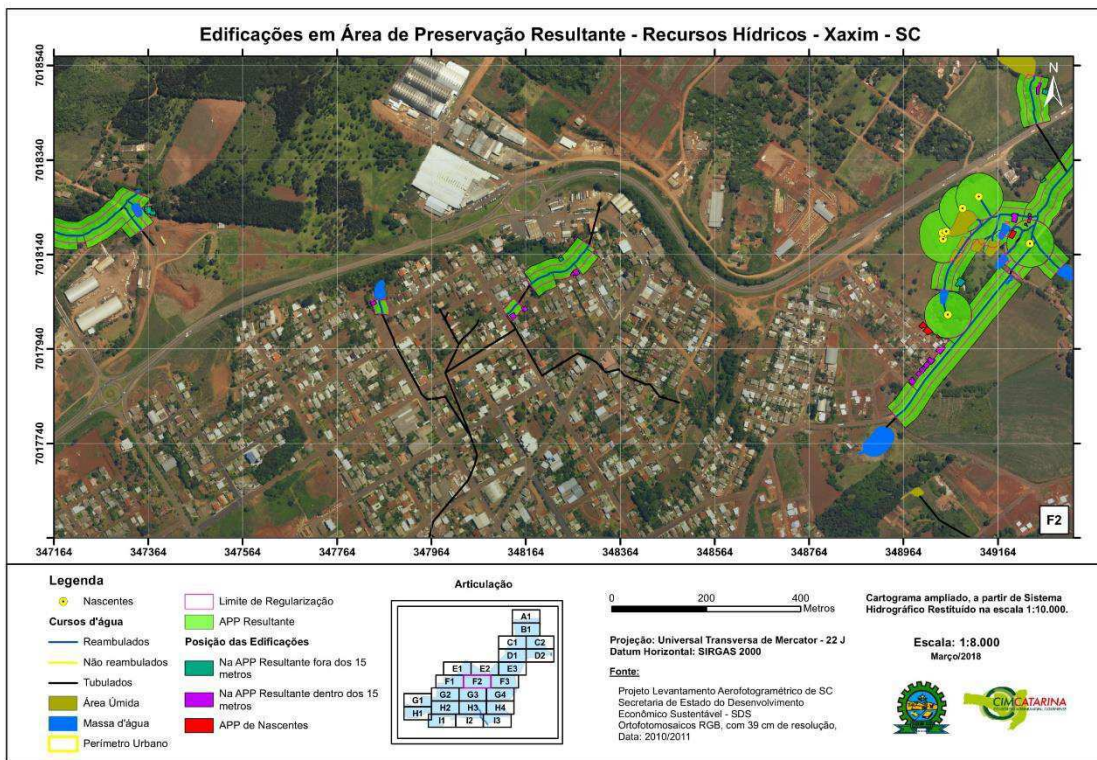 Edificações em Área de Preservação Resultante - Recursos Hídricos - Xaxim - SC
N
7018540
7018340
7018140
7017940
7017740
F2
347164
347364
347564
347764
347964
348164
348364
348564
348764
348964
349164
Legenda
Nascentes
Cursos d'água
Reambulados
Não reambulados
Tubulados
Área Úmida
Massa d'água
Perímetro Urbano
Limite de Regularização
APP Resultante
Posição das Edificações
Na APP Resultante fora dos 15
metros
Na APP Resultante dentro dos 15
metros
APP de Nascentes
Articulação
A1
B1
C1 C2
D1 D2
E1 E2 E3
F1 F2 F3
G1 G2 G3 G4
H1 H2 H3 H4
I1 I2 I3
0 200 400
Metros
Projeção: Universal Transversa de Mercator - 22 J
Datum Horizontal: SIRGAS 2000
Fonte:
Projeto Levantamento Aerofotogramétrico de SC
Secretaria de Estado do Desenvolvimento
Econômico Sustentável - SDS
Ortofotomosaicos RGB, com 39 cm de resolução,
Data: 2010/2011
Cartograma ampliado, a partir de Sistema
Hidrográfico Restituído na escala 1:10.000.
Escala: 1:8.000
Março/2018
CIMCATARINA